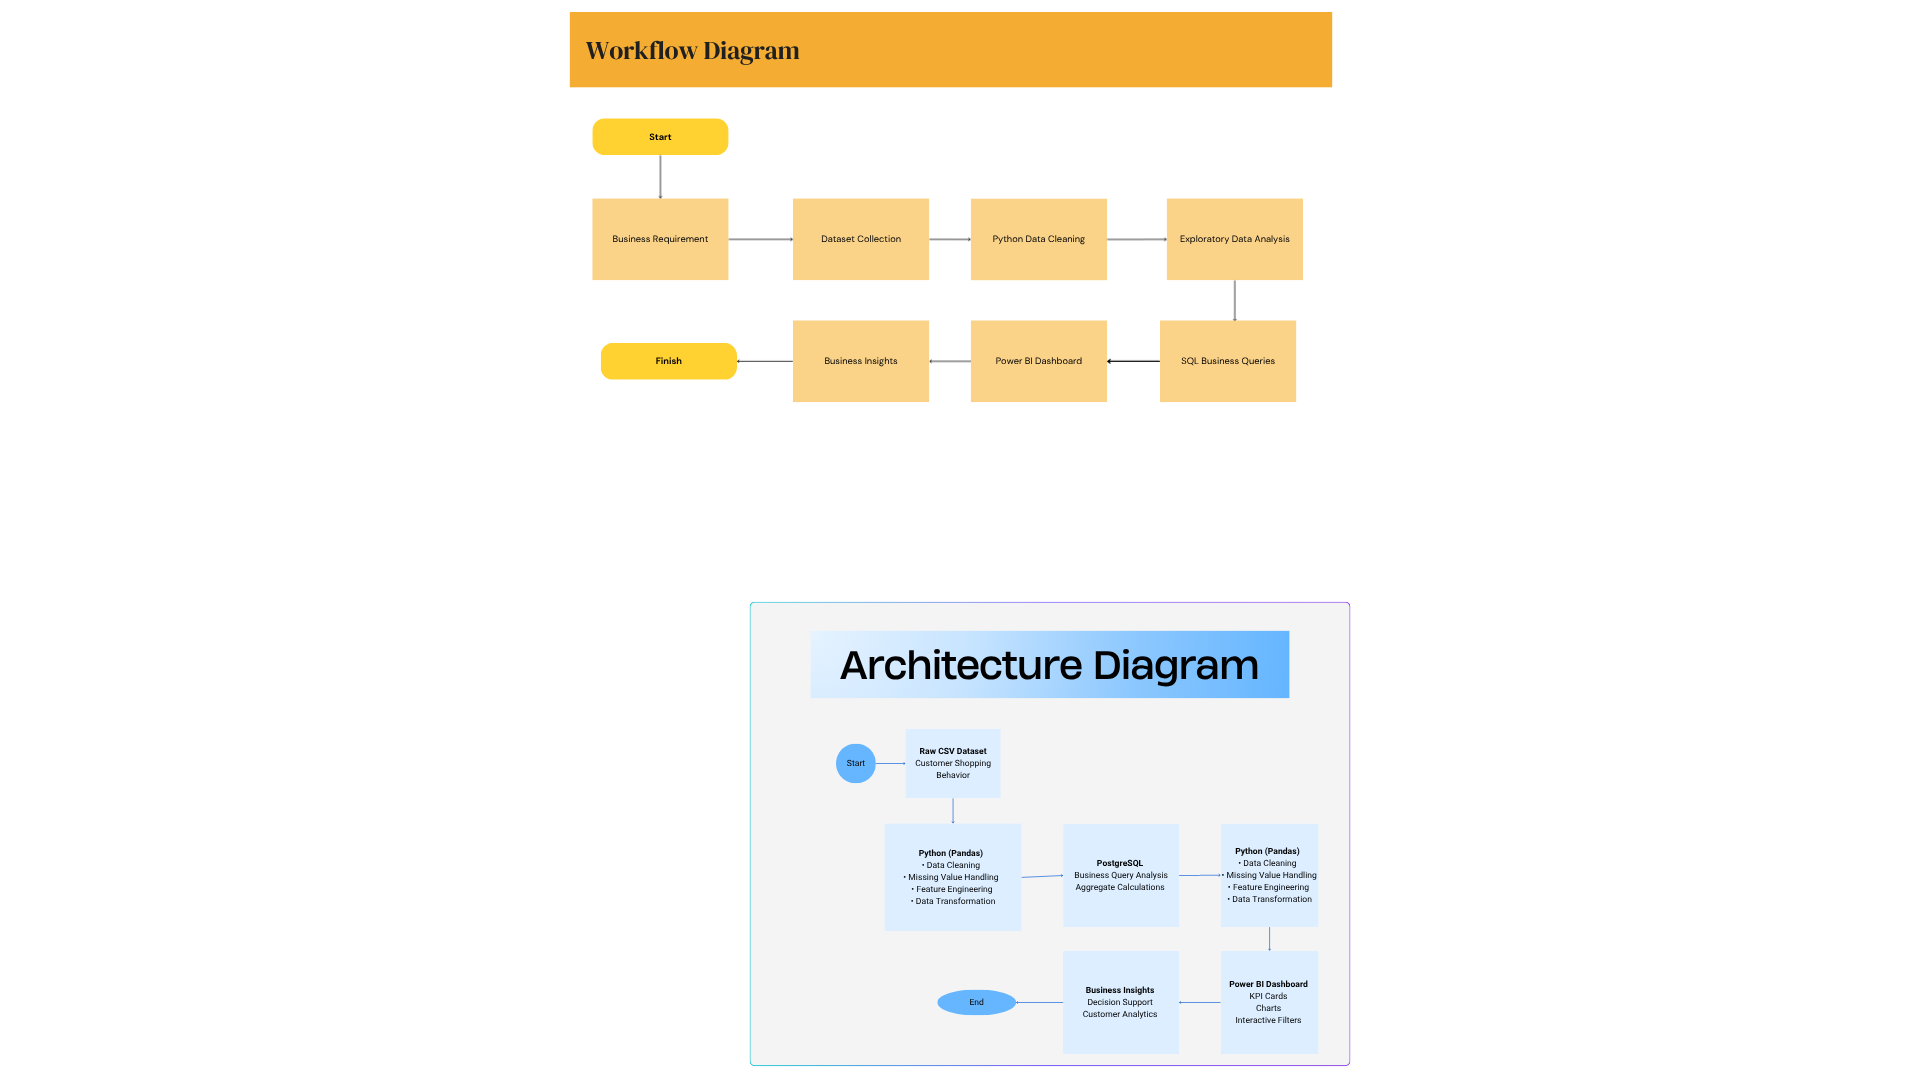 Workflow Diagram
Start
Business Requirement
Dataset Collection
Python Data Cleaning
Exploratory Data Analysis
Finish
Business Insights
Power BI Dashboard
SQL Business Queries
Architecture Diagram
Start
Raw CSV Dataset
Customer Shopping
Behavior
Python (Pandas)
• Data Cleaning
• Missing Value Handling
• Feature Engineering
• Data Transformation
PostgreSQL
Business Query Analysis
Aggregate Calculations
Python (Pandas)
• Data Cleaning
• Missing Value Handling
• Feature Engineering
• Data Transformation
End
Business Insights
Decision Support
Customer Analytics
Power BI Dashboard
KPI Cards
Charts
Interactive Filters